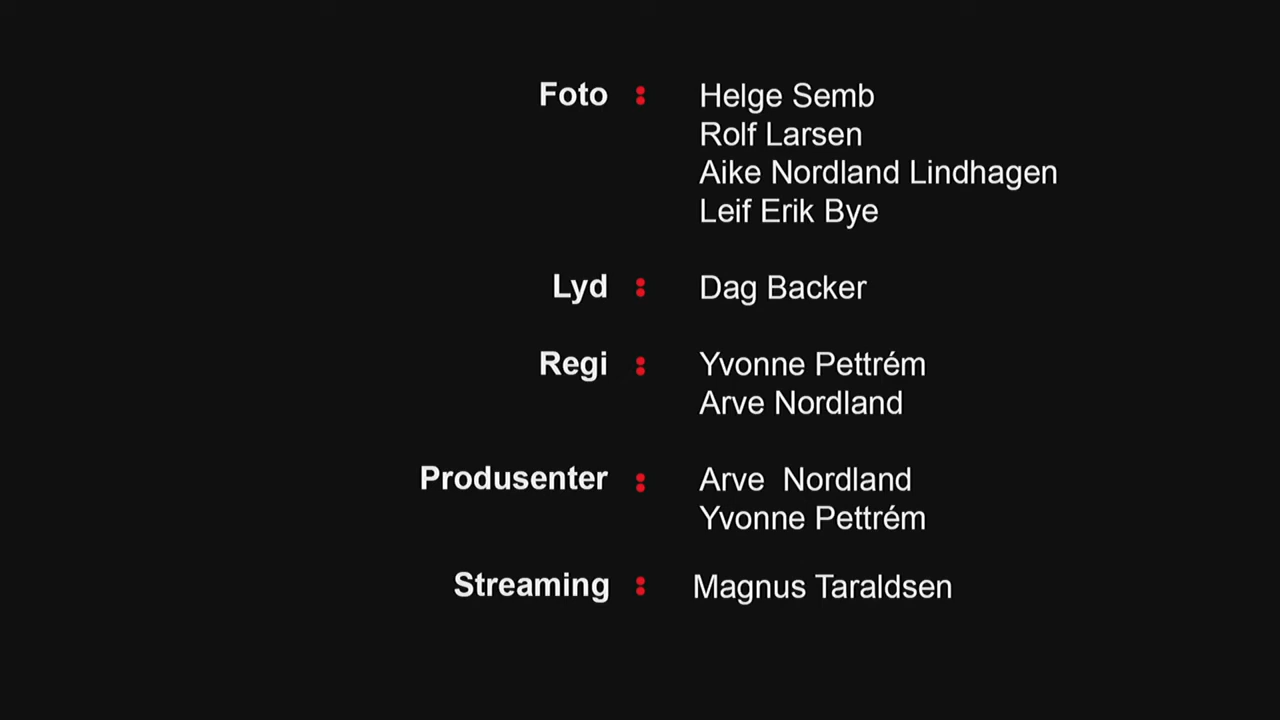 Foto : Helge Semb
Rolf Larsen
Aike Nordland Lindhagen
Leif Erik Bye
Lyd : Dag Backer
Regi : Yvonne Pettrém
Arve Nordland
Produsenter : Arve  Nordland
Yvonne Pettrém
Streaming : Magnus Taraldsen